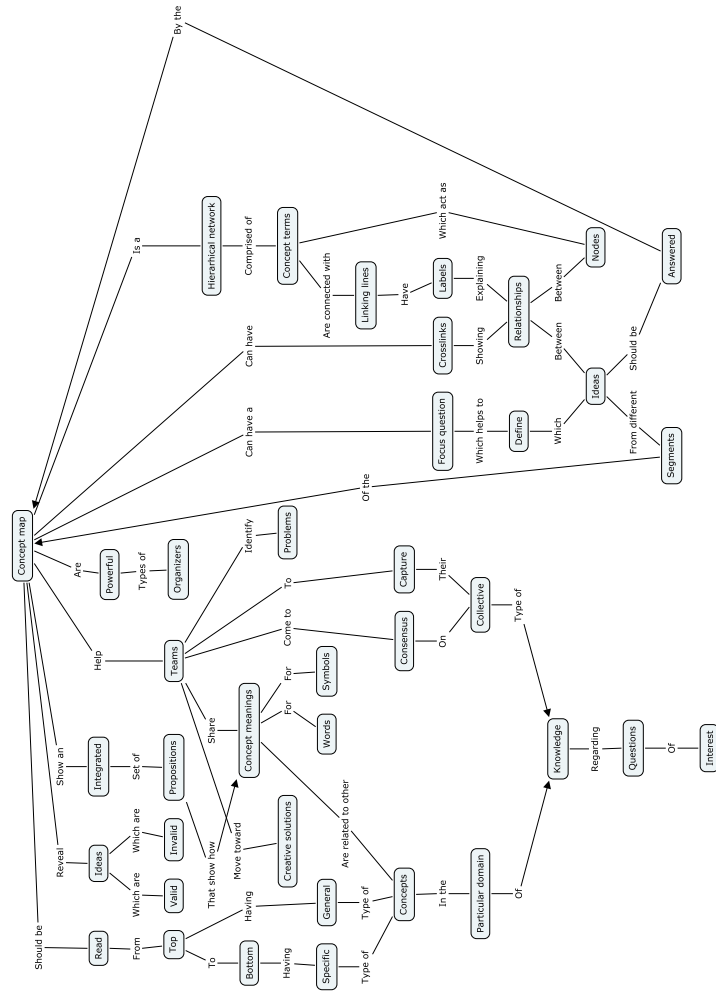 Concept map
Should be
Read
From
Top
To
Bottom
Having
Specific
Type of
Having
General
Type of
Concepts
In the
Particular domain
Of
Reveal
Ideas
Which are
Valid
Which are
Invalid
Show an
Integrated
Set of
Propositions
That show how
Concept meanings
Are related to other
For
Words
For
Symbols
Help
Teams
Share
Move toward
Creative solutions
Come to
Consensus
On
To
Capture
Their
Collective
Type of
Knowledge
Regarding
Questions
Of
Interest
Identify
Problems
Are
Powerful
Types of
Organizers
Can have a
Focus question
Which helps to
Define
Which
Ideas
From different
Segments
Of the
Should be
Answered
By the
Can have
Crosslinks
Showing
Relationships
Between
Between
Nodes
Is a
Hierarhical network
Comprised of
Concept terms
Are connected with
Linking lines
Have
Labels
Explaining
Which act as